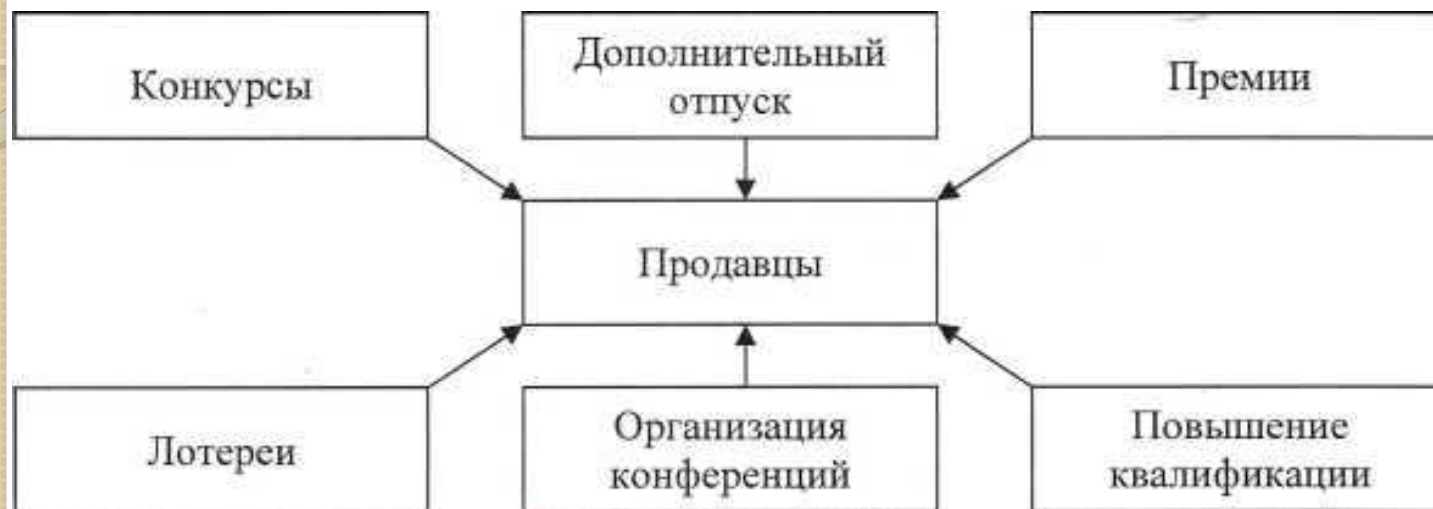 Конкурсы
Дополнительный
отпуск
Премии
Продавцы
Лотереи
Организация
конференций
Повышение
квалификации